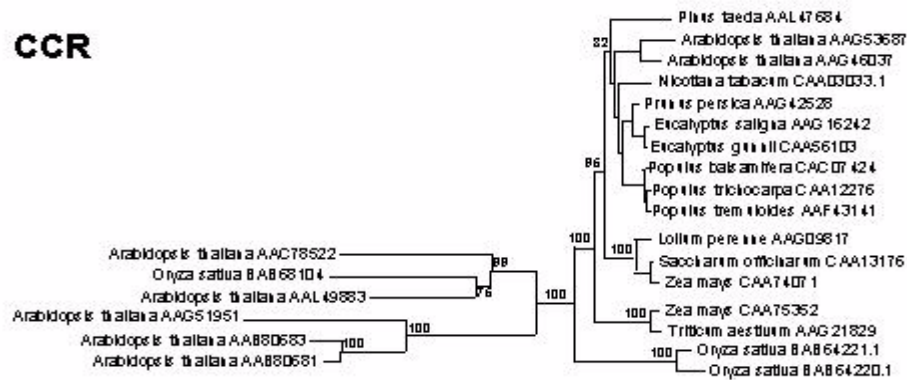 CCR
Pinus taeda AAL47684
82
Arabidopsis thaliana AAG53687
Arabidopsis thaliana AAG46037
Nicotiana tabacum CAA03033.1
Prunus persica AAG42528
Eucalyptus saligna AAG16242
Eucalyptus gunnii CAA56103
96
Populus balsamifera CAC07424
Populus trichocarpa CAA12276
Populus tremuloides AAF43141
100
100
Lolium perenne AAG09817
Saccharum officinarum CAA13176
Zea mays CAA74071
Arabidopsis thaliana AAC78522
99
Oryza sativa BAB68104
76
Arabidopsis thaliana AAL49883
100
Zea mays CAA75352
Triticum aestivum AAG21829
Arabidopsis thaliana AAG51951
100
Arabidopsis thaliana AAB80683
100
Arabidopsis thaliana AAB80681
100
Oryza sativa BAB64221.1
Oryza sativa BAB64220.1